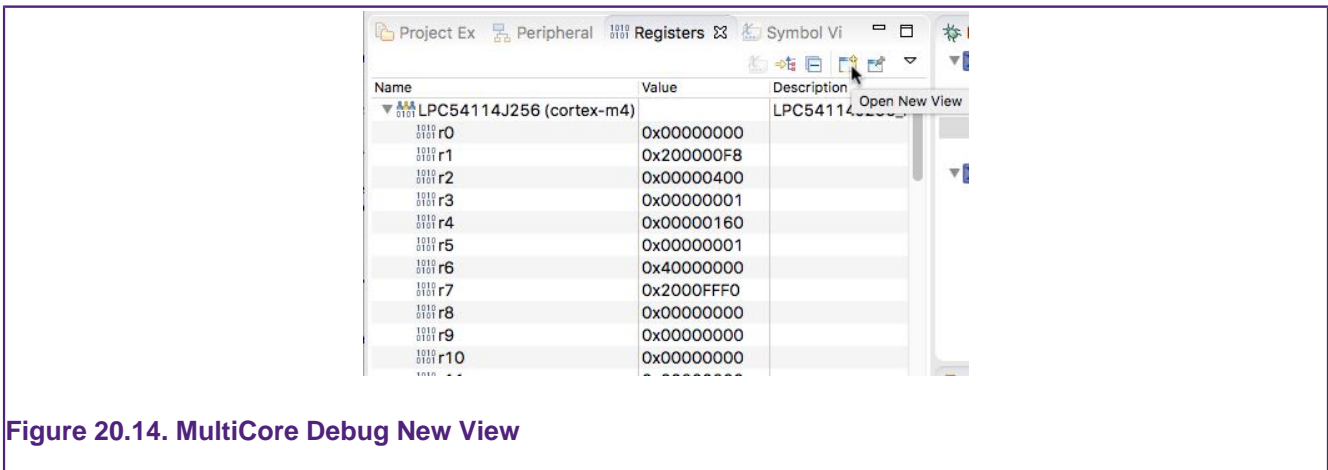 Project Ex Peripheral Registers Symbol Vi
Name Value Description
LPC54114J256 (cortex-m4)
Open New View
r0 0x00000000
r1 0x200000F8
r2 0x00000400
r3 0x00000001
r4 0x00000160
r5 0x00000001
r6 0x40000000
r7 0x2000FFF0
r8 0x00000000
r9 0x00000000
r10 0x00000000
Figure 20.14. MultiCore Debug New View